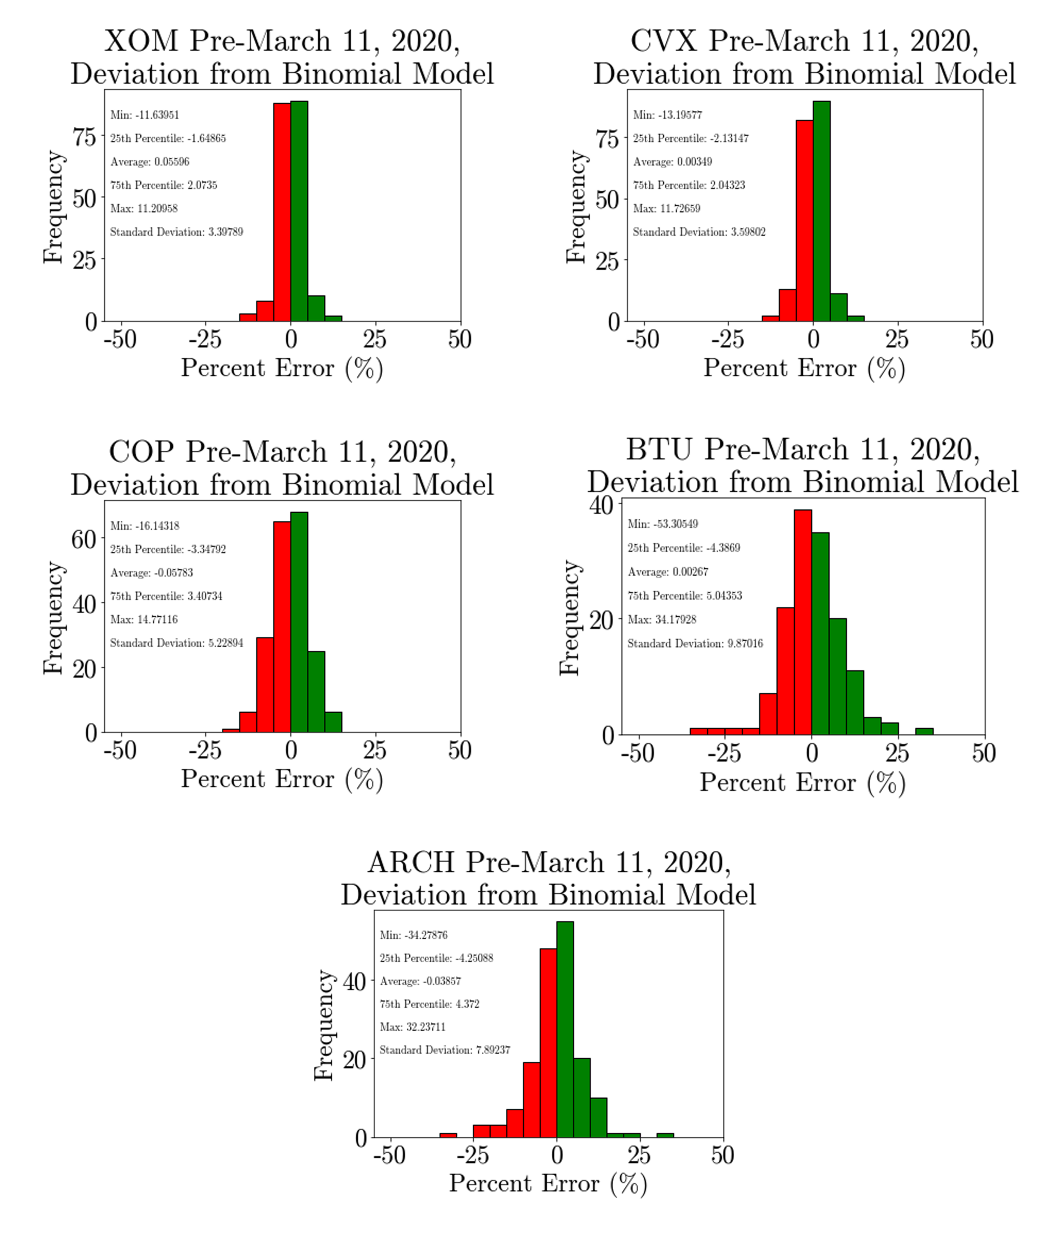 XOM Pre-March 11, 2020,
Deviation from Binomial Model
Min: -11.63951
25th Percentile: -1.64865
Average: 0.05596
75th Percentile: 2.0735
Max: 11.20958
Standard Deviation: 3.39789
Frequency
75
50
25
0
-50
-25
0
25
50
Percent Error (%)
CVX Pre-March 11, 2020,
Deviation from Binomial Model
Min: -13.19577
25th Percentile: -2.13147
Average: 0.00349
75th Percentile: 2.04323
Max: 11.72659
Standard Deviation: 3.59802
Frequency
75
50
25
0
-50
-25
0
25
50
Percent Error (%)
COP Pre-March 11, 2020,
Deviation from Binomial Model
Min: -16.14318
25th Percentile: -3.34792
Average: -0.05783
75th Percentile: 3.40734
Max: 14.77116
Standard Deviation: 5.22894
Frequency
60
40
20
0
-50
-25
0
25
50
Percent Error (%)
BTU Pre-March 11, 2020,
Deviation from Binomial Model
Min: -53.30549
25th Percentile: -4.3869
Average: 0.00267
75th Percentile: 5.04353
Max: 34.17928
Standard Deviation: 9.87016
Frequency
40
20
0
-50
-25
0
25
50
Percent Error (%)
ARCH Pre-March 11, 2020,
Deviation from Binomial Model
Min: -34.27876
25th Percentile: -4.25088
Average: -0.03857
75th Percentile: 4.372
Max: 32.23711
Standard Deviation: 7.89237
Frequency
40
20
0
-50
-25
0
25
50
Percent Error (%)